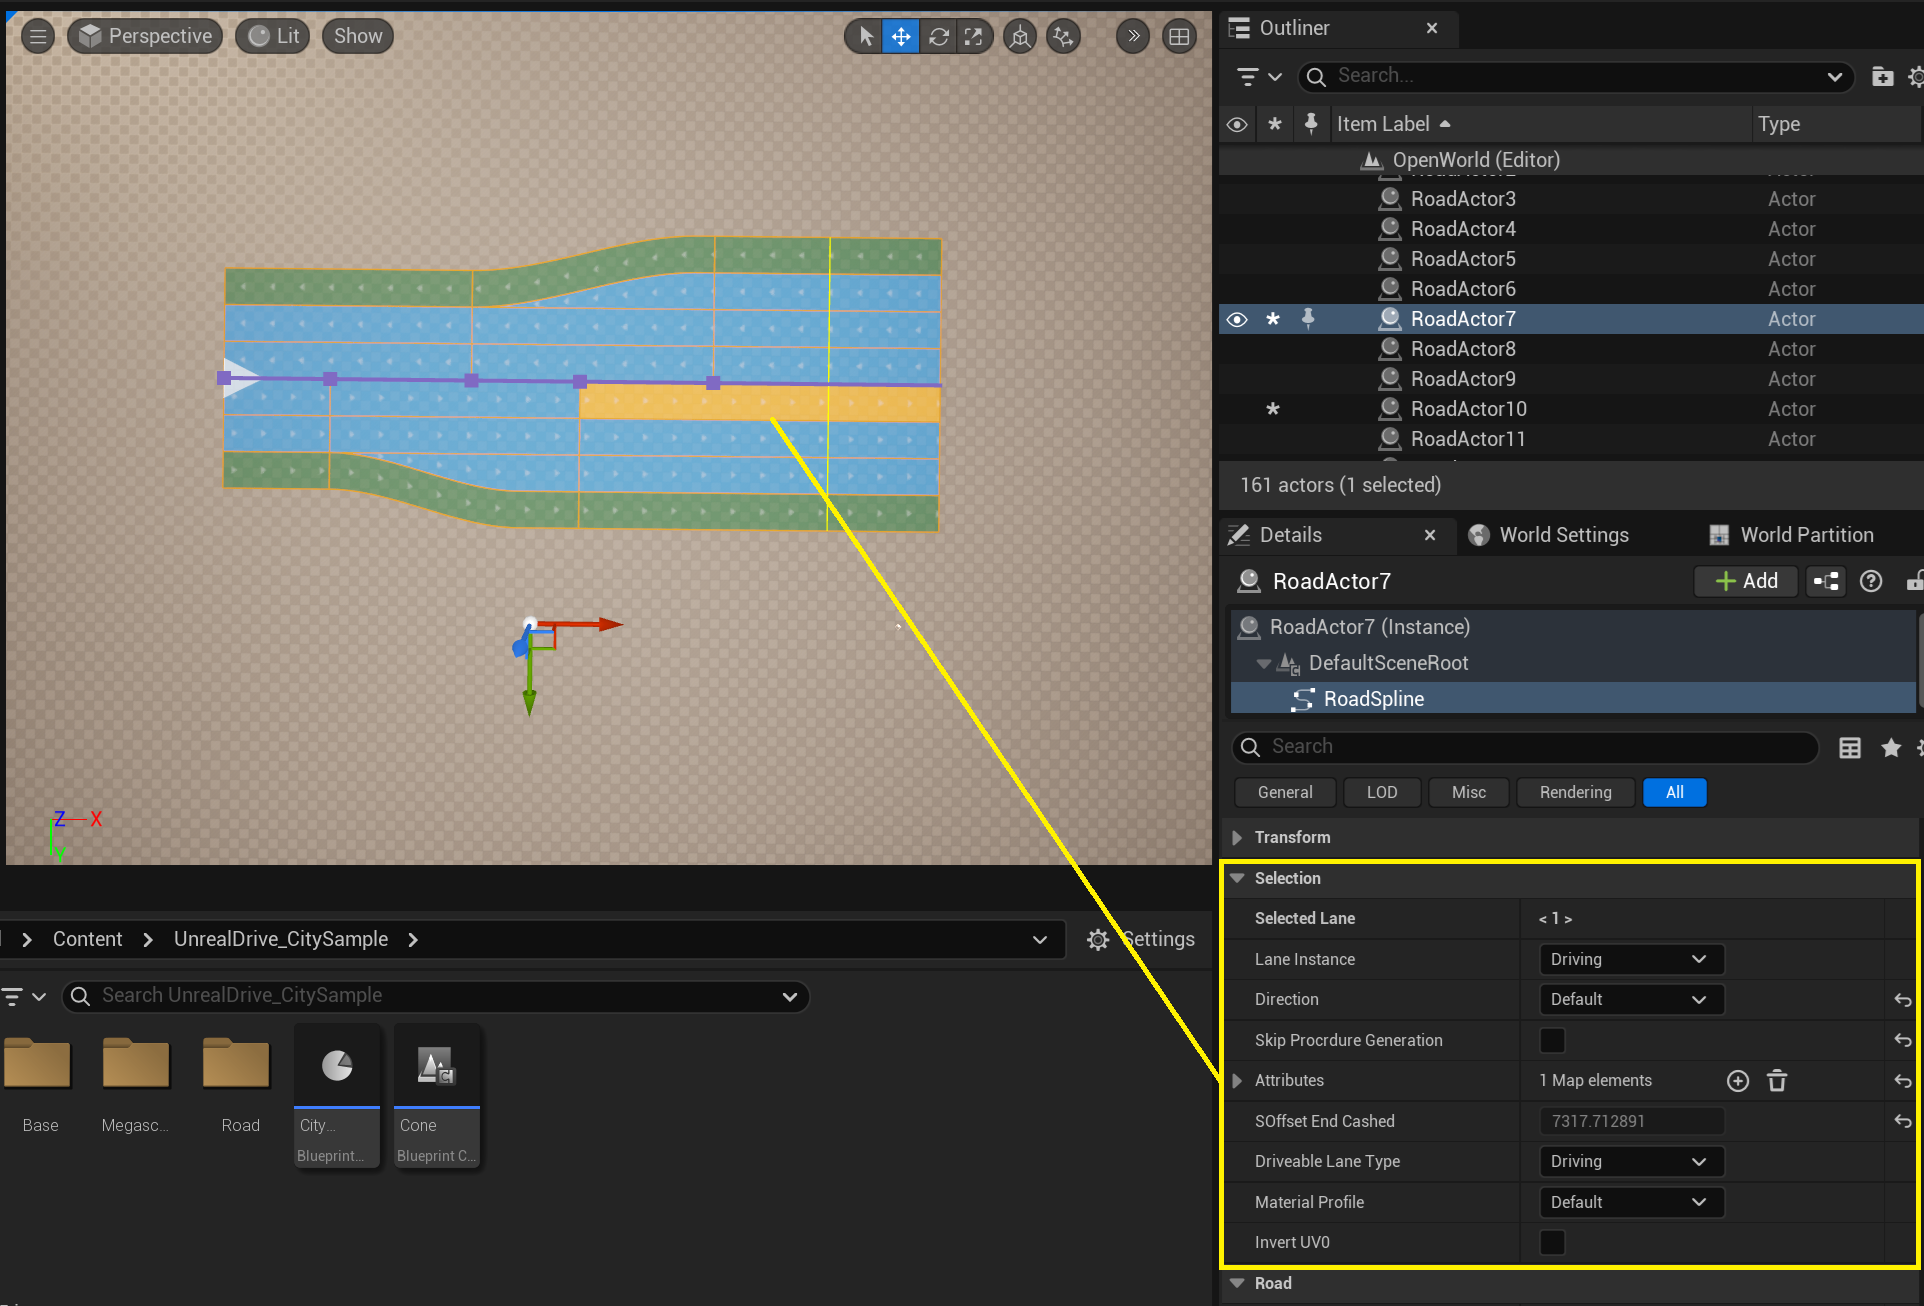 Perspective
Lit
Show
Z
X
Y
Content
UnrealDrive_CitySample
Settings
Search UnrealDrive_CitySample
Base
Megasc...
Road
City...
Blueprint...
Cone
Blueprint C...
Outliner
Search...
Item Label
Type
OpenWorld (Editor)
RoadActor3 Actor
RoadActor4 Actor
RoadActor5 Actor
RoadActor6 Actor
RoadActor7 Actor
RoadActor8 Actor
RoadActor9 Actor
RoadActor10 Actor
RoadActor11 Actor
161 actors (1 selected)
Details
World Settings
World Partition
RoadActor7
Add
RoadActor7 (Instance)
DefaultSceneRoot
RoadSpline
Search
General
LOD
Misc
Rendering
All
Transform
Selection
Selected Lane < 1 >
Lane Instance Driving
Direction Default
Skip Procrdure Generation
Attributes 1 Map elements
SOffset End Cashed 7317.712891
Driveable Lane Type Driving
Material Profile Default
Invert UV0
Road